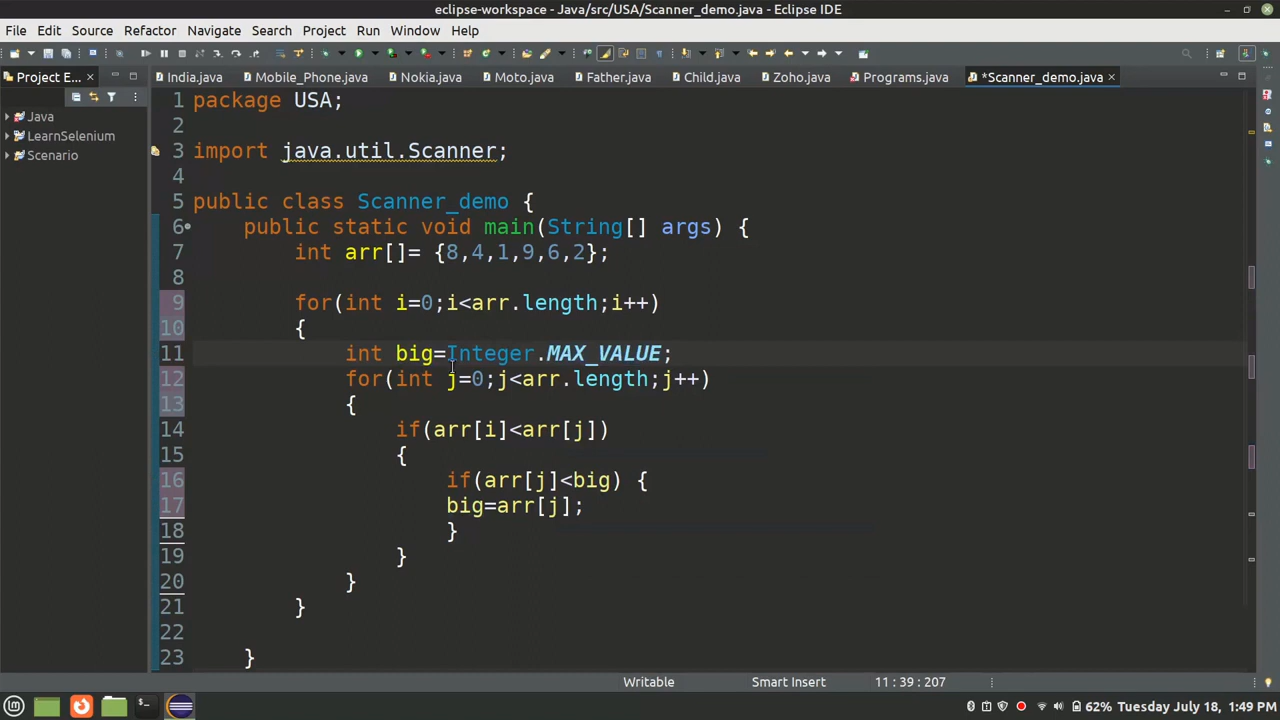 eclipse-workspace - Java/src/USA/Scanner_demo.java - Eclipse IDE
File Edit Source Refactor Navigate Search Project Run Window Help
Project E... India.java Mobile_Phone.java Nokia.java Moto.java Father.java Child.java Zoho.java Programs.java *Scanner_demo.java
Java
LearnSelenium
Scenario
1 package USA;
2
3 import java.util.Scanner;
4
5 public class Scanner_demo {
6 public static void main(String[] args) {
7 int arr[]= {8,4,1,9,6,2};
8
9 for(int i=0;i<arr.length;i++)
10 {
11 int big=Integer.MAX_VALUE;
12 for(int j=0;j<arr.length;j++)
13 {
14 if(arr[i]<arr[j])
15 {
16 if(arr[j]<big) {
17 big=arr[j];
18 }
19 }
20 }
21 }
22
23 }
Writable Smart Insert 11 : 39 : 207
62% Tuesday July 18, 1:49 PM